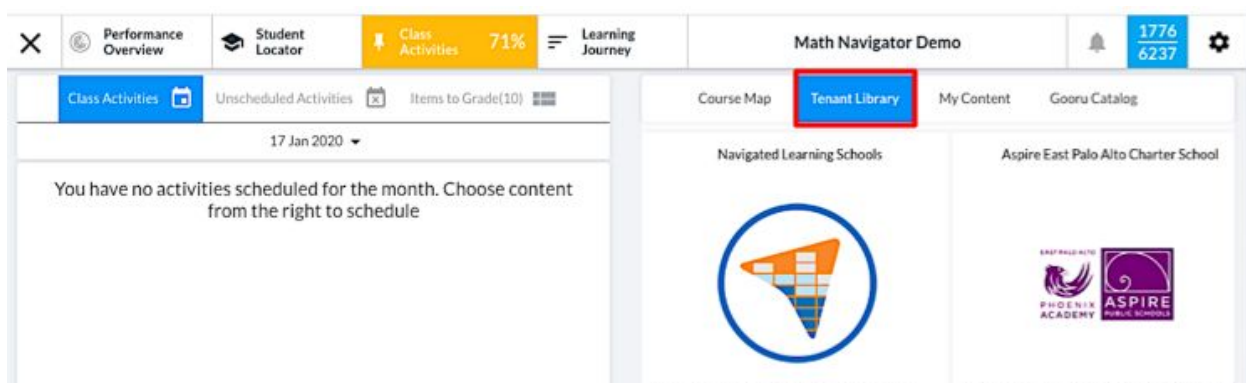 Performance Overview
Student Locator
Class Activities 71%
Learning Journey
Math Navigator Demo
1776
6237
Class Activities
Unscheduled Activities
Items to Grade(10)
Course Map
Tenant Library
My Content
Gooru Catalog
17 Jan 2020
You have no activities scheduled for the month. Choose content
from the right to schedule
Navigated Learning Schools
Aspire East Palo Alto Charter School
EAST PALO ALTO
PHOENIX
ACADEMY
ASPIRE
PUBLIC SCHOOLS